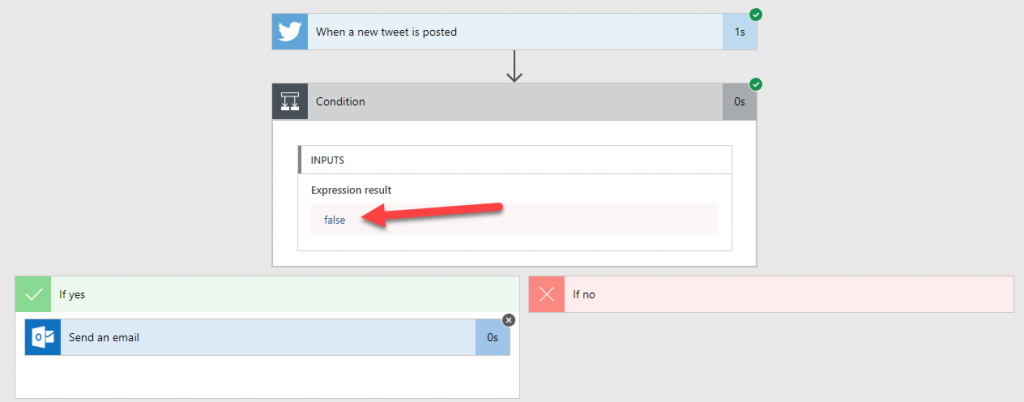 When a new tweet is posted
1s
Condition
0s
INPUTS
Expression result
false
If yes
If no
Send an email
0s